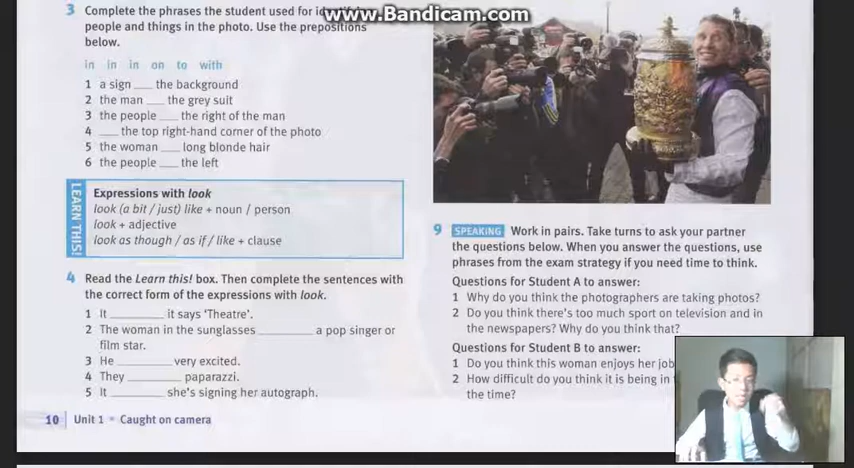 www.Bandicam.com
3 Complete the phrases the student used for
people and things in the photo. Use the prepositions
below.
in in in on to with
1 a sign ___ the background
2 the man ___ the grey suit
3 the people ___ the right of the man
4 ___ the top right-hand corner of the photo
5 the woman ___ long blonde hair
6 the people ___ the left
LEARN THIS!
Expressions with look
look (a bit / just) like + noun / person
look + adjective
look as though / as if / like + clause
4 Read the Learn this! box. Then complete the sentences with
the correct form of the expressions with look.
1 It ________ it says 'Theatre'.
2 The woman in the sunglasses ________ a pop singer or
film star.
3 He ________ very excited.
4 They ________ paparazzi.
5 It ________ she's signing her autograph.
10 Unit 1 • Caught on camera
9 SPEAKING Work in pairs. Take turns to ask your partner
the questions below. When you answer the questions, use
phrases from the exam strategy if you need time to think.
Questions for Student A to answer:
1 Why do you think the photographers are taking photos?
2 Do you think there's too much sport on television and in
the newspapers? Why do you think that?
Questions for Student B to answer:
1 Do you think this woman enjoys her job
2 How difficult do you think it is being in
the time?